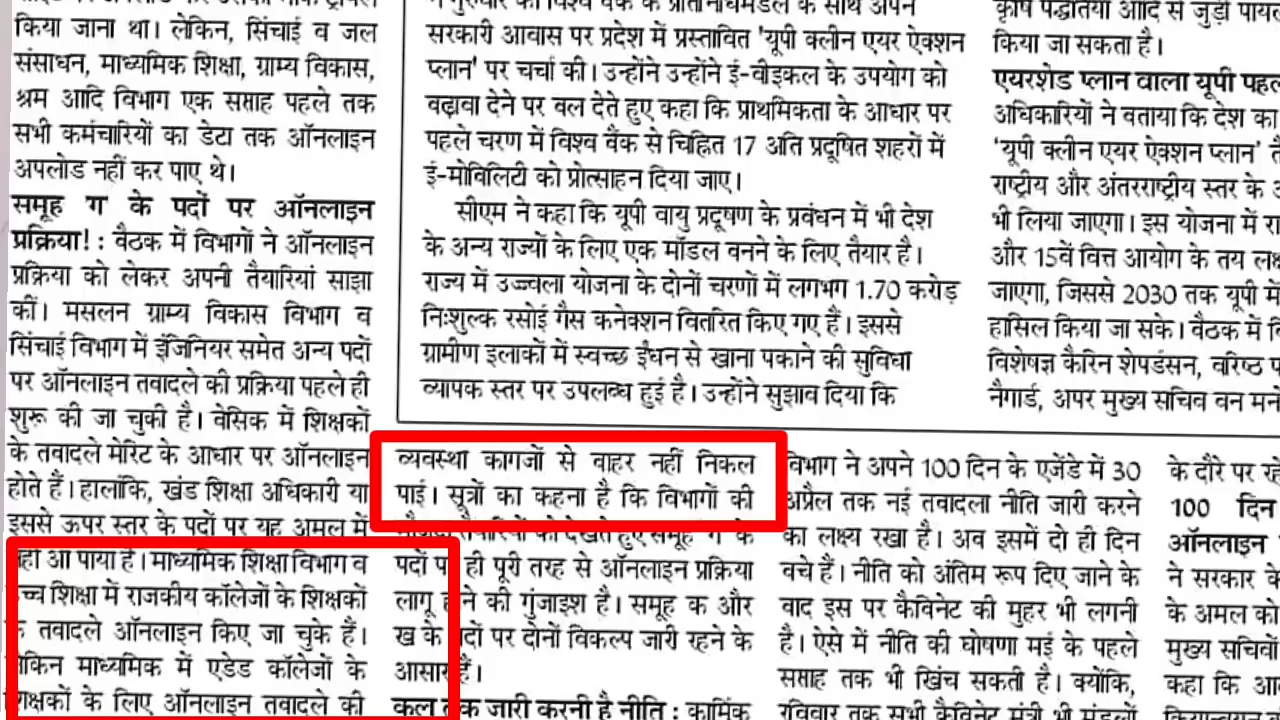 किया जाना था। लेकिन, सिंचाई व जल
संसाधन, माध्यमिक शिक्षा, ग्राम्य विकास,
श्रम आदि विभाग एक सप्ताह पहले तक
सभी कर्मचारियों का डेटा तक ऑनलाइन
अपलोड नहीं कर पाए थे।
समूह 'ग' के पदों पर ऑनलाइन
प्रक्रिया! : बैठक में विभागों ने ऑनलाइन
प्रक्रिया को लेकर अपनी तैयारियां साझा
कीं। मसलन ग्राम्य विकास विभाग व
सिंचाई विभाग में इंजिनियर समेत अन्य पदों
पर ऑनलाइन तबादले की प्रक्रिया पहले ही
शुरू की जा चुकी है। बेसिक में शिक्षकों
के तबादले मेरिट के आधार पर ऑनलाइन
होते हैं। हालांकि, खंड शिक्षा अधिकारी या
इससे ऊपर स्तर के पदों पर यह अमल में
आ पाया है। माध्यमिक शिक्षा विभाग व
शिक्षा में राजकीय कॉलेजों के शिक्षकों
तबादले ऑनलाइन किए जा चुके हैं।
माध्यमिक में एडेड कॉलेजों के
के लिए ऑनलाइन तबादले की
व्यवस्था कागजों से बाहर नहीं निकल
पाई। सूत्रों का कहना है कि विभागों की
पदों पर ही पूरी तरह से ऑनलाइन प्रक्रिया
लागू होने की गुंजाइश है। समूह क और
ख के पदों पर दोनों विकल्प जारी रहने के
आसार हैं।
कल तक जारी करनी है नीति : कार्मिक
विभाग ने अपने 100 दिन के एजेंडे में 30
अप्रैल तक नई तबादला नीति जारी करने
का लक्ष्य रखा है। अब इसमें दो ही दिन
बचे हैं। नीति को अंतिम रूप दिए जाने के
बाद इस पर कैबिनेट की मुहर भी लगनी
है। ऐसे में नीति की घोषणा मई के पहले
सप्ताह तक भी खिंच सकती है। क्योंकि,
रविवार तक सभी कैबिनेट मंत्री भी मंडलों
के दौरे पर
100 दिन
ऑनलाइन
ने सरकार के
के अमल को
मुख्य सचिवों
कहा कि
ने गुरुवार को विश्व बैंक के प्रतिनिधिमंडल के साथ अपने
सरकारी आवास पर प्रदेश में प्रस्तावित 'यूपी क्लीन एयर ऐक्शन
प्लान' पर चर्चा की। उन्होंने उन्होंने ई-वीइकल के उपयोग को
बढ़ावा देने पर बल देते हुए कहा कि प्राथमिकता के आधार पर
पहले चरण में विश्व बैंक से चिह्नित 17 अति प्रदूषित शहरों में
ई-मोबिलिटी को प्रोत्साहन दिया जाए।
सीएम ने कहा कि यूपी वायु प्रदूषण के प्रबंधन में भी देश
के अन्य राज्यों के लिए एक मॉडल बनने के लिए तैयार है।
राज्य में उज्ज्वला योजना के दोनों चरणों में लगभग 1.70 करोड़
निःशुल्क रसोई गैस कनेक्शन वितरित किए गए हैं। इससे
ग्रामीण इलाकों में स्वच्छ ईंधन से खाना पकाने की सुविधा
व्यापक स्तर पर उपलब्ध हुई है। उन्होंने सुझाव दिया कि
कृषि पद्धतियों आदि से जुड़ी
किया जा सकता है।
एयरशेड प्लान वाला यूपी
अधिकारियों ने बताया कि देश का
'यूपी क्लीन एयर ऐक्शन प्लान'
राष्ट्रीय और अंतरराष्ट्रीय स्तर के
भी लिया जाएगा। इस योजना में
और 15वें वित्त आयोग के तय
जाएगा, जिससे 2030 तक यूपी में
हासिल किया जा सके। बैठक में
विशेषज्ञ कैरिन शेपर्डसन, वरिष्ठ
नैगार्ड, अपर मुख्य सचिव वन